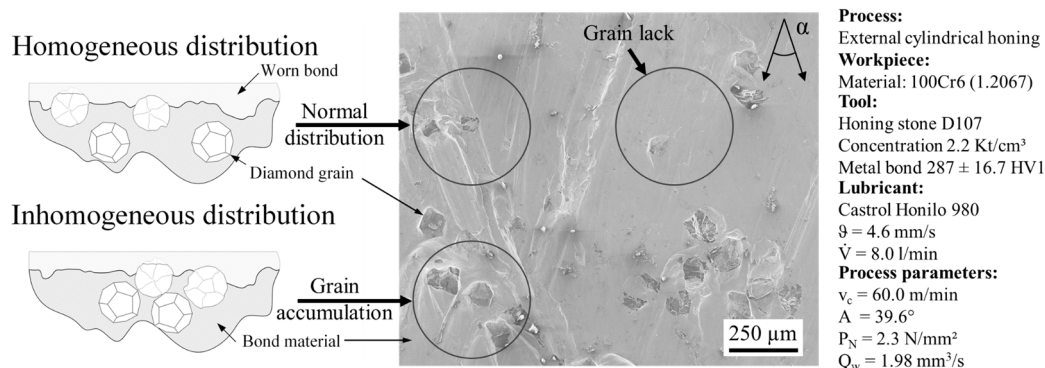 Homogeneous distribution
Worn bond
Normal
distribution
Diamond grain
Inhomogeneous distribution
Grain
accumulation
Bond material
Grain lack
α
250 µm
Process:
External cylindrical honing
Workpiece:
Material: 100Cr6 (1.2067)
Tool:
Honing stone D107
Concentration 2.2 Kt/cm³
Metal bond 287 ± 16.7 HV1
Lubricant:
Castrol Honilo 980
ϑ = 4.6 mm/s
V̇ = 8.0 l/min
Process parameters:
v_c = 60.0 m/min
A = 39.6°
P_N = 2.3 N/mm²
Q_w = 1.98 mm³/s